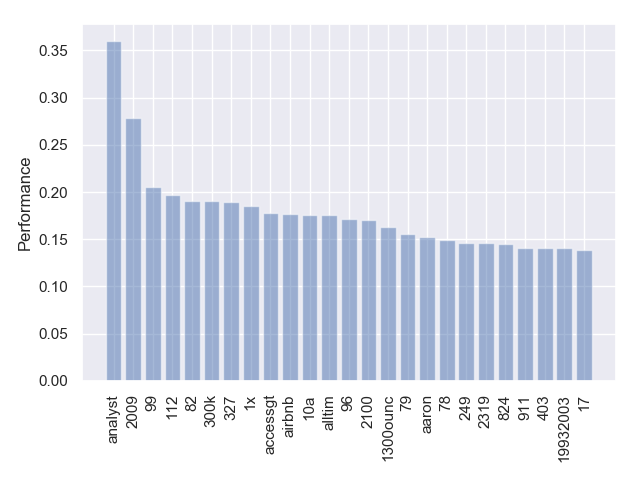 Performance
0.35
0.30
0.25
0.20
0.15
0.10
0.05
0.00
analyst
2009
99
112
82
300k
327
1x
accessgt
airbnb
10a
alltim
96
2100
1300ounc
79
aaron
78
249
2319
824
911
403
19932003
17